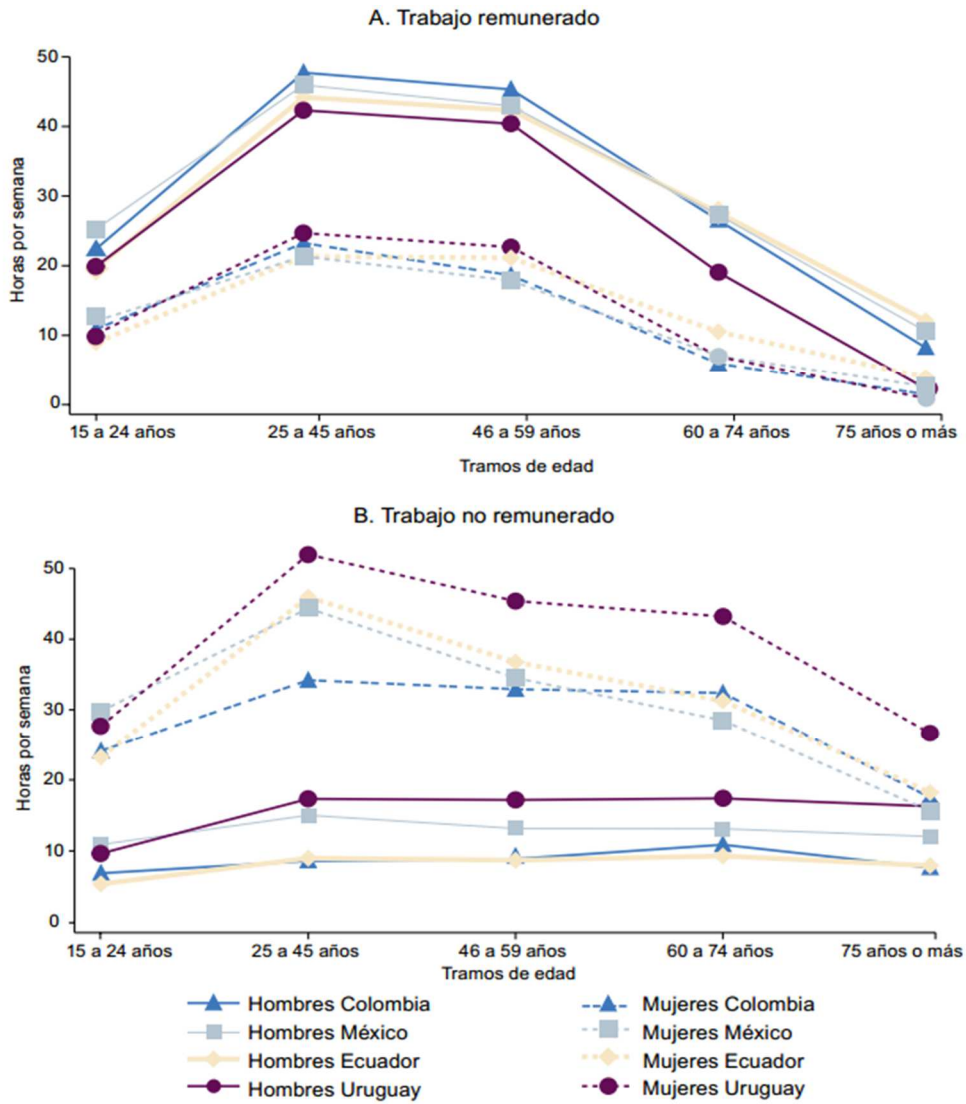 A. Trabajo remunerado
50
40
30
20
10
0
Horas por semana
15 a 24 años 25 a 45 años 46 a 59 años 60 a 74 años 75 años o más
Tramos de edad
B. Trabajo no remunerado
50
40
30
20
10
0
Horas por semana
15 a 24 años 25 a 45 años 46 a 59 años 60 a 74 años 75 años o más
Tramos de edad
Hombres Colombia Mujeres Colombia
Hombres México Mujeres México
Hombres Ecuador Mujeres Ecuador
Hombres Uruguay Mujeres Uruguay